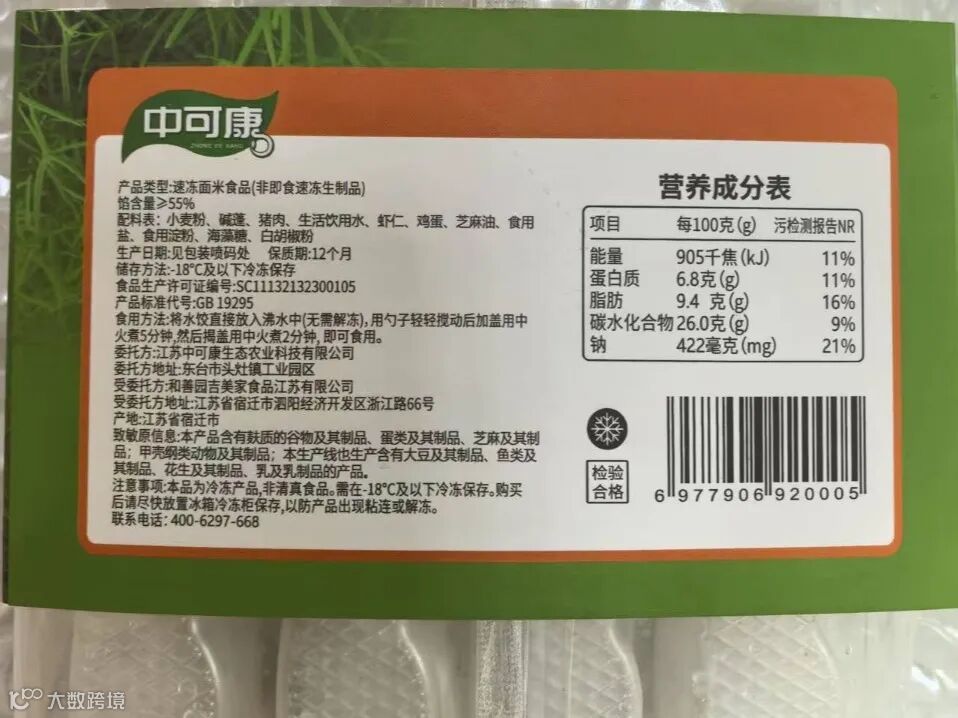 中可康
ZHONG KE KANG
产品类型:速冻面米食品(非即食速冻生制品)
馅含量≥55%
配料表：小麦粉、碱蓬、猪肉、生活饮用水、虾仁、鸡蛋、芝麻油、食用
盐、食用淀粉、海藻糖、白胡椒粉
生产日期:见包装喷码处 保质期:12个月
储存方法:-18°C及以下冷冻保存
食品生产许可证编号:SC11132132300105
产品标准代号:GB 19295
食用方法:将水饺直接放入沸水中(无需解冻),用勺子轻轻搅动后加盖用中
火煮5分钟,然后揭盖用中火煮2分钟,即可食用。
委托方:江苏中可康生态农业科技有限公司
委托方地址:东台市头灶镇工业园区
受委托方:和善园吉美家食品江苏有限公司
受委托方地址:江苏省宿迁市泗阳经济开发区浙江路66号
产地:江苏省宿迁市
致敏原信息:本产品含有麸质的谷物及其制品、蛋类及其制品、芝麻及其制
品；甲壳纲类动物及其制品；本生产线也生产含有大豆及其制品、鱼类及
其制品、花生及其制品、乳及乳制品的产品。
注意事项:本品为冷冻产品,非清真食品。需在-18°C及以下冷冻保存。购买
后请尽快放置冰箱冷冻柜保存,以防产品出现粘连或解冻。
联系电话：400-6297-668
营养成分表
项目 每100克(g) 污检测报告NR
能量 905千焦(kJ) 11%
蛋白质 6.8克(g) 11%
脂肪 9.4 克(g) 16%
碳水化合物 26.0克(g) 9%
钠 422毫克(mg) 21%
检验
合格
6 977906 920005
大数跨境